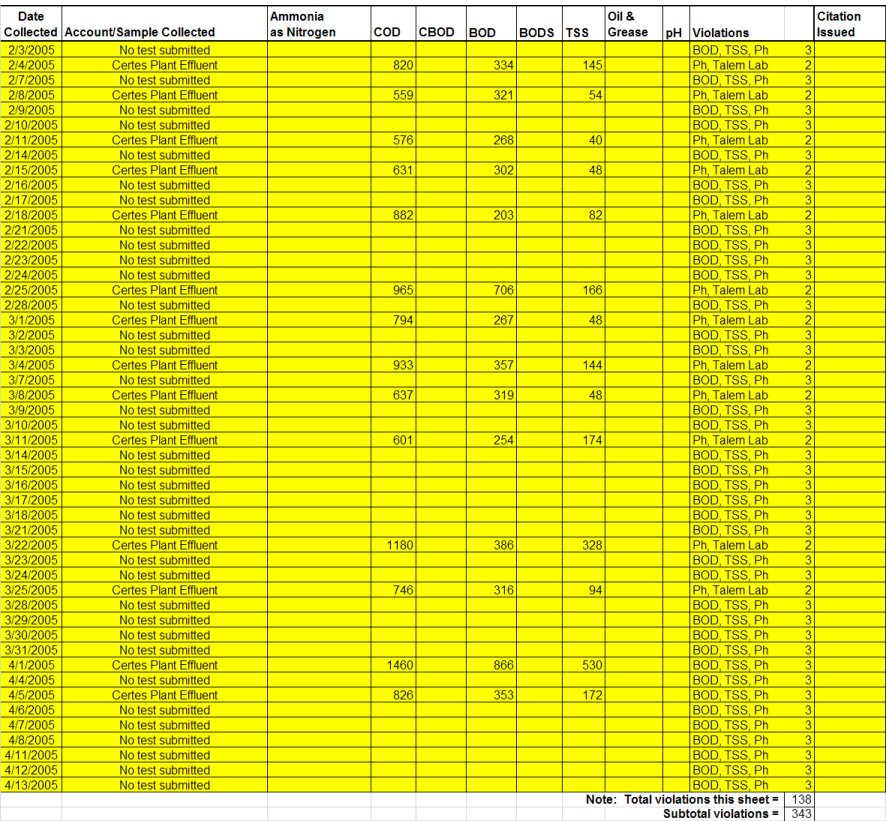 Date Collected Account/Sample Collected Ammonia as Nitrogen COD CBOD BOD BODS TSS Oil & Grease pH Violations Citation Issued
2/3/2005 No test submitted BOD, TSS, Ph 3
2/4/2005 Certes Plant Effluent 820 334 145 Ph, Talem Lab 2
2/7/2005 No test submitted BOD, TSS, Ph 3
2/8/2005 Certes Plant Effluent 559 321 54 Ph, Talem Lab 2
2/9/2005 No test submitted BOD, TSS, Ph 3
2/10/2005 No test submitted BOD, TSS, Ph 3
2/11/2005 Certes Plant Effluent 576 268 40 Ph, Talem Lab 2
2/14/2005 No test submitted BOD, TSS, Ph 3
2/15/2005 Certes Plant Effluent 631 302 48 Ph, Talem Lab 2
2/16/2005 No test submitted BOD, TSS, Ph 3
2/17/2005 No test submitted BOD, TSS, Ph 3
2/18/2005 Certes Plant Effluent 882 203 82 Ph, Talem Lab 2
2/21/2005 No test submitted BOD, TSS, Ph 3
2/22/2005 No test submitted BOD, TSS, Ph 3
2/23/2005 No test submitted BOD, TSS, Ph 3
2/24/2005 No test submitted BOD, TSS, Ph 3
2/25/2005 Certes Plant Effluent 965 706 166 Ph, Talem Lab 2
2/28/2005 No test submitted BOD, TSS, Ph 3
3/1/2005 Certes Plant Effluent 794 267 48 Ph, Talem Lab 2
3/2/2005 No test submitted BOD, TSS, Ph 3
3/3/2005 No test submitted BOD, TSS, Ph 3
3/4/2005 Certes Plant Effluent 933 357 144 Ph, Talem Lab 2
3/7/2005 No test submitted BOD, TSS, Ph 3
3/8/2005 Certes Plant Effluent 637 319 48 Ph, Talem Lab 2
3/9/2005 No test submitted BOD, TSS, Ph 3
3/10/2005 No test submitted BOD, TSS, Ph 3
3/11/2005 Certes Plant Effluent 601 254 174 Ph, Talem Lab 2
3/14/2005 No test submitted BOD, TSS, Ph 3
3/15/2005 No test submitted BOD, TSS, Ph 3
3/16/2005 No test submitted BOD, TSS, Ph 3
3/17/2005 No test submitted BOD, TSS, Ph 3
3/18/2005 No test submitted BOD, TSS, Ph 3
3/21/2005 No test submitted BOD, TSS, Ph 3
3/22/2005 Certes Plant Effluent 1180 386 328 Ph, Talem Lab 2
3/23/2005 No test submitted BOD, TSS, Ph 3
3/24/2005 No test submitted BOD, TSS, Ph 3
3/25/2005 Certes Plant Effluent 746 316 94 Ph, Talem Lab 2
3/28/2005 No test submitted BOD, TSS, Ph 3
3/29/2005 No test submitted BOD, TSS, Ph 3
3/30/2005 No test submitted BOD, TSS, Ph 3
3/31/2005 No test submitted BOD, TSS, Ph 3
4/1/2005 Certes Plant Effluent 1460 866 530 BOD, TSS, Ph 3
4/4/2005 No test submitted BOD, TSS, Ph 3
4/5/2005 Certes Plant Effluent 826 353 172 BOD, TSS, Ph 3
4/6/2005 No test submitted BOD, TSS, Ph 3
4/7/2005 No test submitted BOD, TSS, Ph 3
4/8/2005 No test submitted BOD, TSS, Ph 3
4/11/2005 No test submitted BOD, TSS, Ph 3
4/12/2005 No test submitted BOD, TSS, Ph 3
4/13/2005 No test submitted BOD, TSS, Ph 3
Note: Total violations this sheet = 138
Subtotal violations = 343